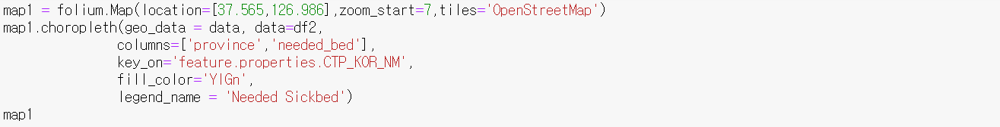 map1 = folium.Map(location=[37.565,126.986],zoom_start=7,tiles='OpenStreetMap')
map1.choropleth(geo_data = data, data=df2,
columns=['province','needed_bed'],
key_on='feature.properties.CTP_KOR_NM',
fill_color='YlGn',
legend_name = 'Needed Sickbed')
map1